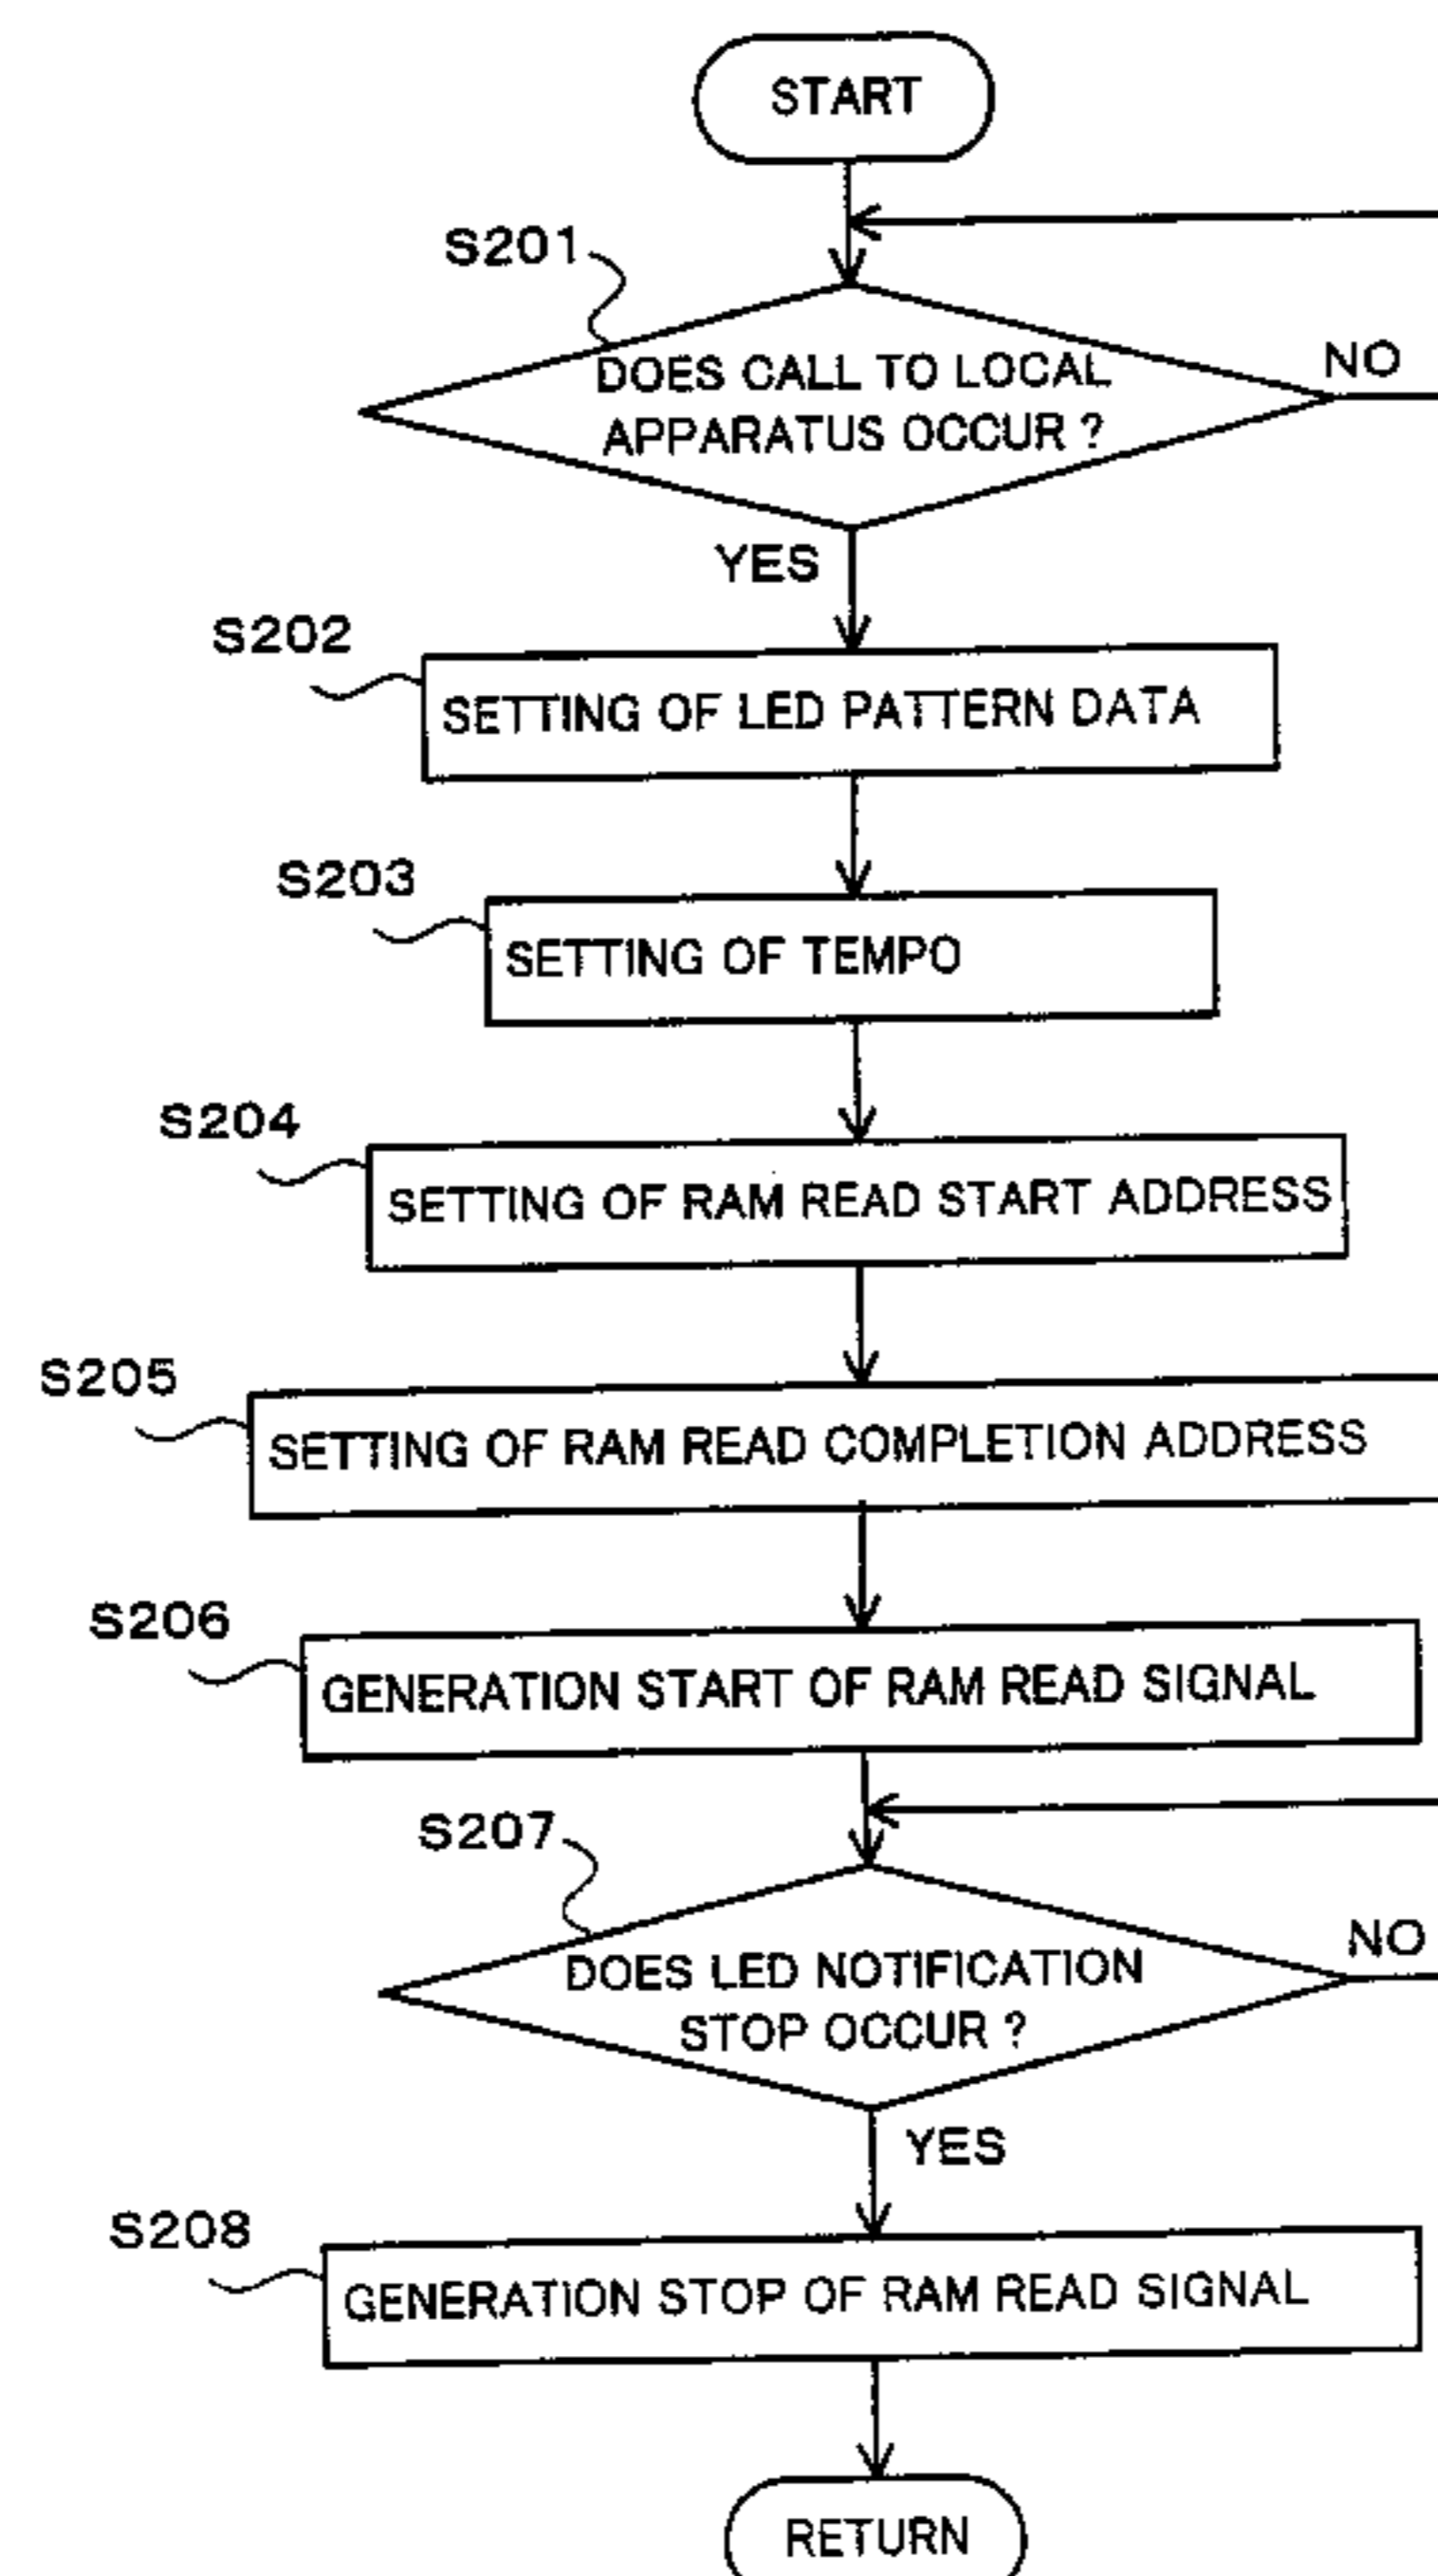 START
S201
DOES CALL TO LOCAL
APPARATUS OCCUR ?
NO
YES
S202
SETTING OF LED PATTERN DATA
S203
SETTING OF TEMPO
S204
SETTING OF RAM READ START ADDRESS
S205
SETTING OF RAM READ COMPLETION ADDRESS
S206
GENERATION START OF RAM READ SIGNAL
S207
DOES LED NOTIFICATION
STOP OCCUR ?
NO
YES
S208
GENERATION STOP OF RAM READ SIGNAL
RETURN